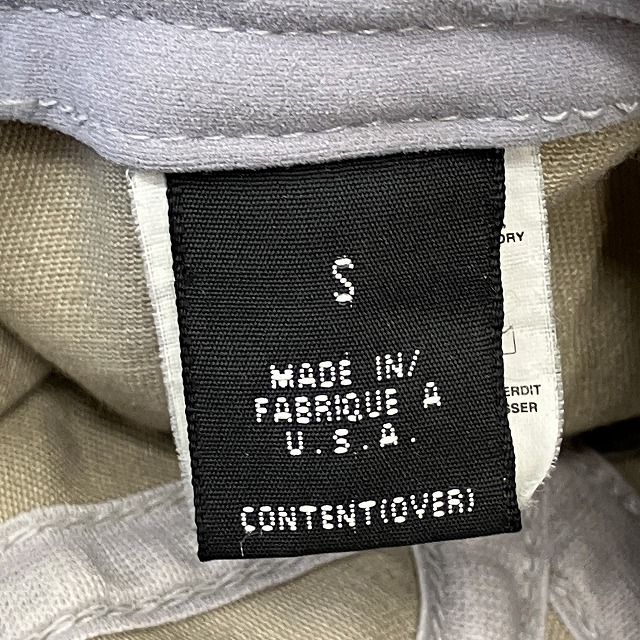 S
MADE IN/
FABRIQUE A
U.S.A.
CONTENT(OVER)